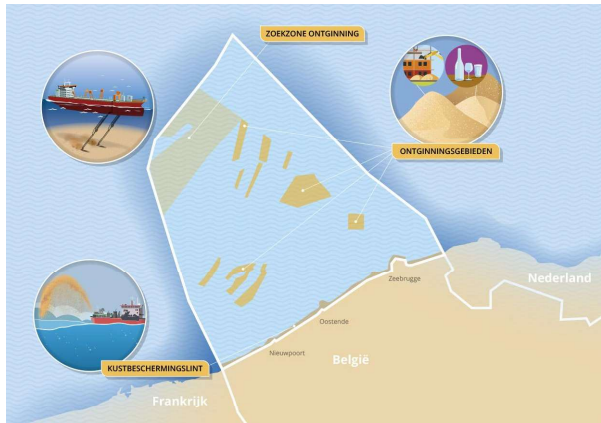 ZOEKZONE ONTGINNING
ONTGINNINGSGEBIEDEN
Zeebrugge
Nederland
Oostende
Nieuwpoort
België
KUSTBESCHERMINGSLINT
Frankrijk